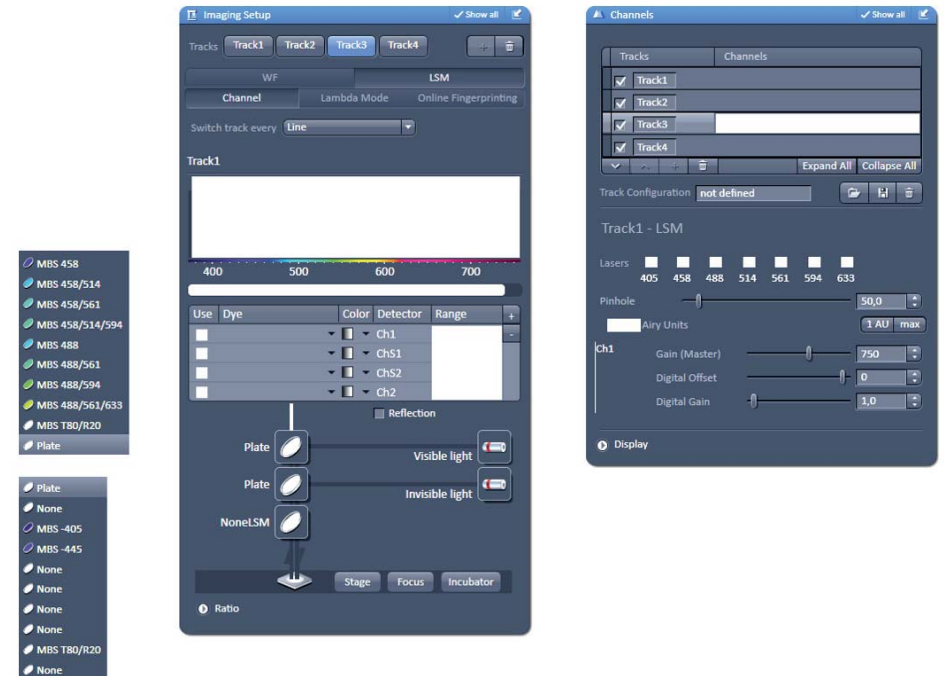 MBS 458
MBS 458/514
MBS 458/561
MBS 458/514/594
MBS 488
MBS 488/561
MBS 488/594
MBS 488/561/633
MBS T80/R20
Plate
Plate
None
MBS -405
MBS -445
None
None
None
None
MBS T80/R20
None
Imaging Setup Show all
Tracks Track1 Track2 Track3 Track4 +
WF LSM
Channel Lambda Mode Online Fingerprinting
Switch track every Line
Track1
400 500 600 700
Use Dye Color Detector Range +
Ch1 -
ChS1
ChS2
Ch2
Reflection
Plate Visible light
Plate Invisible light
NoneLSM
Stage Focus Incubator
Ratio
Channels Show all
Tracks Channels
Track1
Track2
Track3
Track4
+ Expand All Collapse All
Track Configuration not defined
Track1 - LSM
Lasers
405 458 488 514 561 594 633
Pinhole 50,0
Airy Units 1 AU max
Ch1 Gain (Master) 750
Digital Offset 0
Digital Gain 1,0
Display